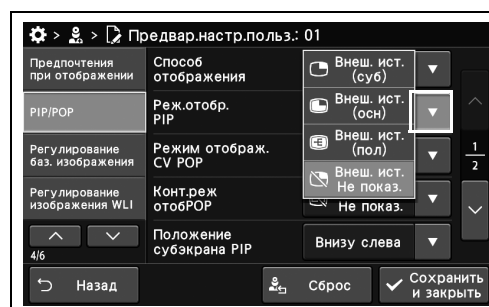 > > Предвар.настр.польз.: 01
Предпочтения
при отображении
PIP/POP
Регулирование
баз. изображения
Регулирование
изображения WLI
4/6
Способ
отображения
Реж.отобр.
PIP
Режим отображ.
CV POP
Конт.реж
отобPOP
Положение
субэкрана PIP
Внеш. ист.
(суб)
Внеш. ист.
(осн)
Внеш. ист.
(пол)
Внеш. ист.
Не показ.
Не показ.
Внизу слева
1
2
Назад
Сброс
Сохранить
и закрыть